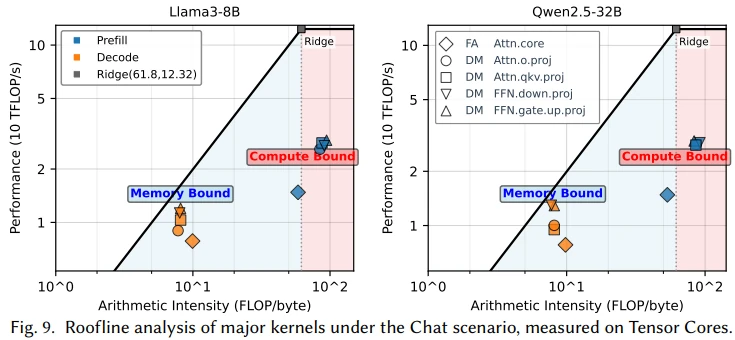 Llama3-8B
Performance (10 TFLOP/s)
10
5
2
1
Prefill
Decode
Ridge(61.8,12.32)
Ridge
Compute Bound
Memory Bound
10^0
10^1
10^2
Arithmetic Intensity (FLOP/byte)
Qwen2.5-32B
Performance (10 TFLOP/s)
10
5
2
1
FA Attn.core
DM Attn.o.proj
DM Attn.qkv.proj
DM FFN.down.proj
DM FFN.gate.up.proj
Ridge
Compute Bound
Memory Bound
10^0
10^1
10^2
Arithmetic Intensity (FLOP/byte)
Fig. 9. Roofline analysis of major kernels under the Chat scenario, measured on Tensor Cores.